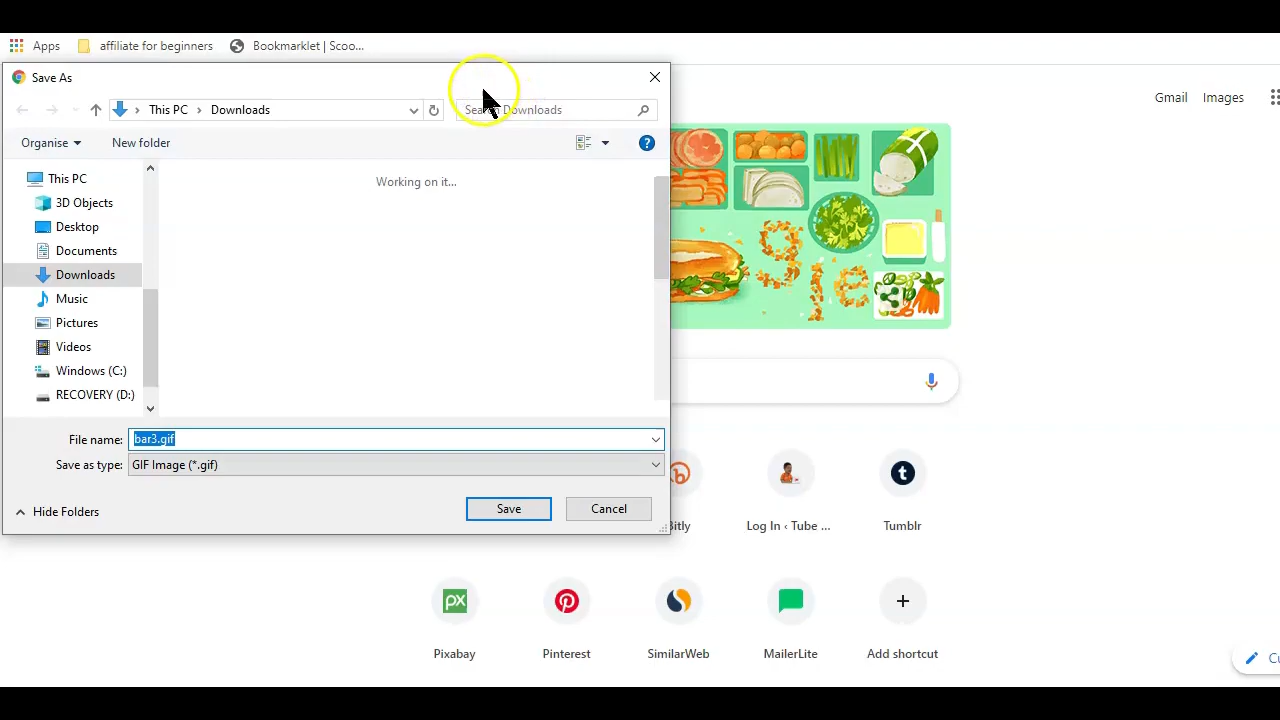 Apps affiliate for beginners Bookmarklet | Scoo...
Save As
This PC Downloads
Search Downloads
Organise New folder
Working on it...
This PC
3D Objects
Desktop
Documents
Downloads
Music
Pictures
Videos
Windows (C:)
RECOVERY (D:)
File name: bar3.gif
Save as type: GIF Image (*.gif)
Hide Folders
Save Cancel
Gmail Images
gle
Bitly Log In ‹ Tube ... Tumblr
Pixabay Pinterest SimilarWeb MailerLite Add shortcut